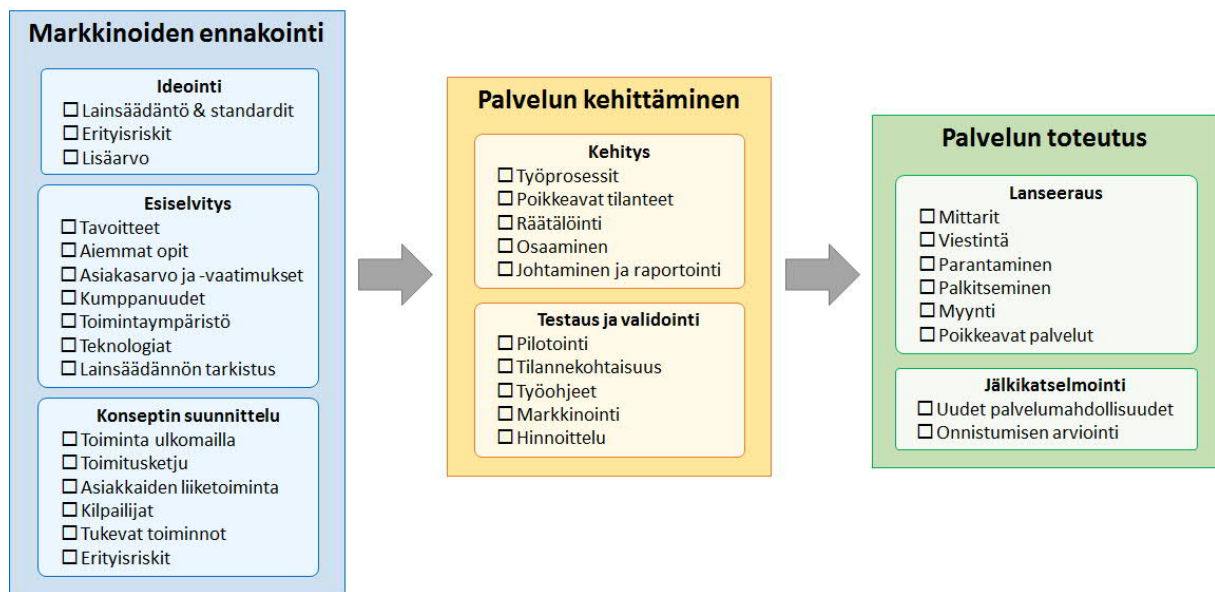 Markkinoiden ennakointi
Ideointi
☐ Lainsäädäntö & standardit
☐ Erityisriskit
☐ Lisäarvo
Esiselvitys
☐ Tavoitteet
☐ Aiemmat opit
☐ Asiakasarvo ja -vaatimukset
☐ Kumppanuudet
☐ Toimintaympäristö
☐ Teknologiat
☐ Lainsäädännön tarkistus
Konseptin suunnittelu
☐ Toiminta ulkomailla
☐ Toimitusketju
☐ Asiakkaiden liiketoiminta
☐ Kilpailijat
☐ Tukevat toiminnot
☐ Erityisriskit
Palvelun kehittäminen
Kehitys
☐ Työprosessit
☐ Poikkeavat tilanteet
☐ Räätälöinti
☐ Osaaminen
☐ Johtaminen ja raportointi
Testaus ja validointi
☐ Pilotointi
☐ Tilannekohtaisuus
☐ Työohjeet
☐ Markkinointi
☐ Hinnoittelu
Palvelun toteutus
Lanseeraus
☐ Mittarit
☐ Viestintä
☐ Parantaminen
☐ Palkitseminen
☐ Myynti
☐ Poikkeavat palvelut
Jälkikatselmointi
☐ Uudet palvelumahdollisuudet
☐ Onnistumisen arviointi